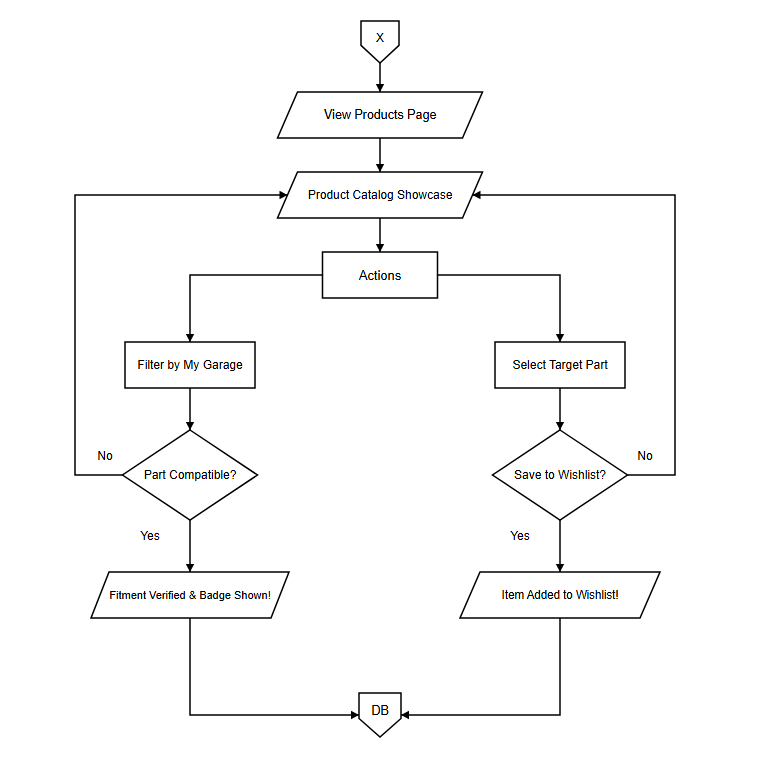 X
View Products Page
Product Catalog Showcase
Actions
Filter by My Garage
Select Target Part
No
Part Compatible?
Save to Wishlist?
No
Yes
Yes
Fitment Verified & Badge Shown!
Item Added to Wishlist!
DB